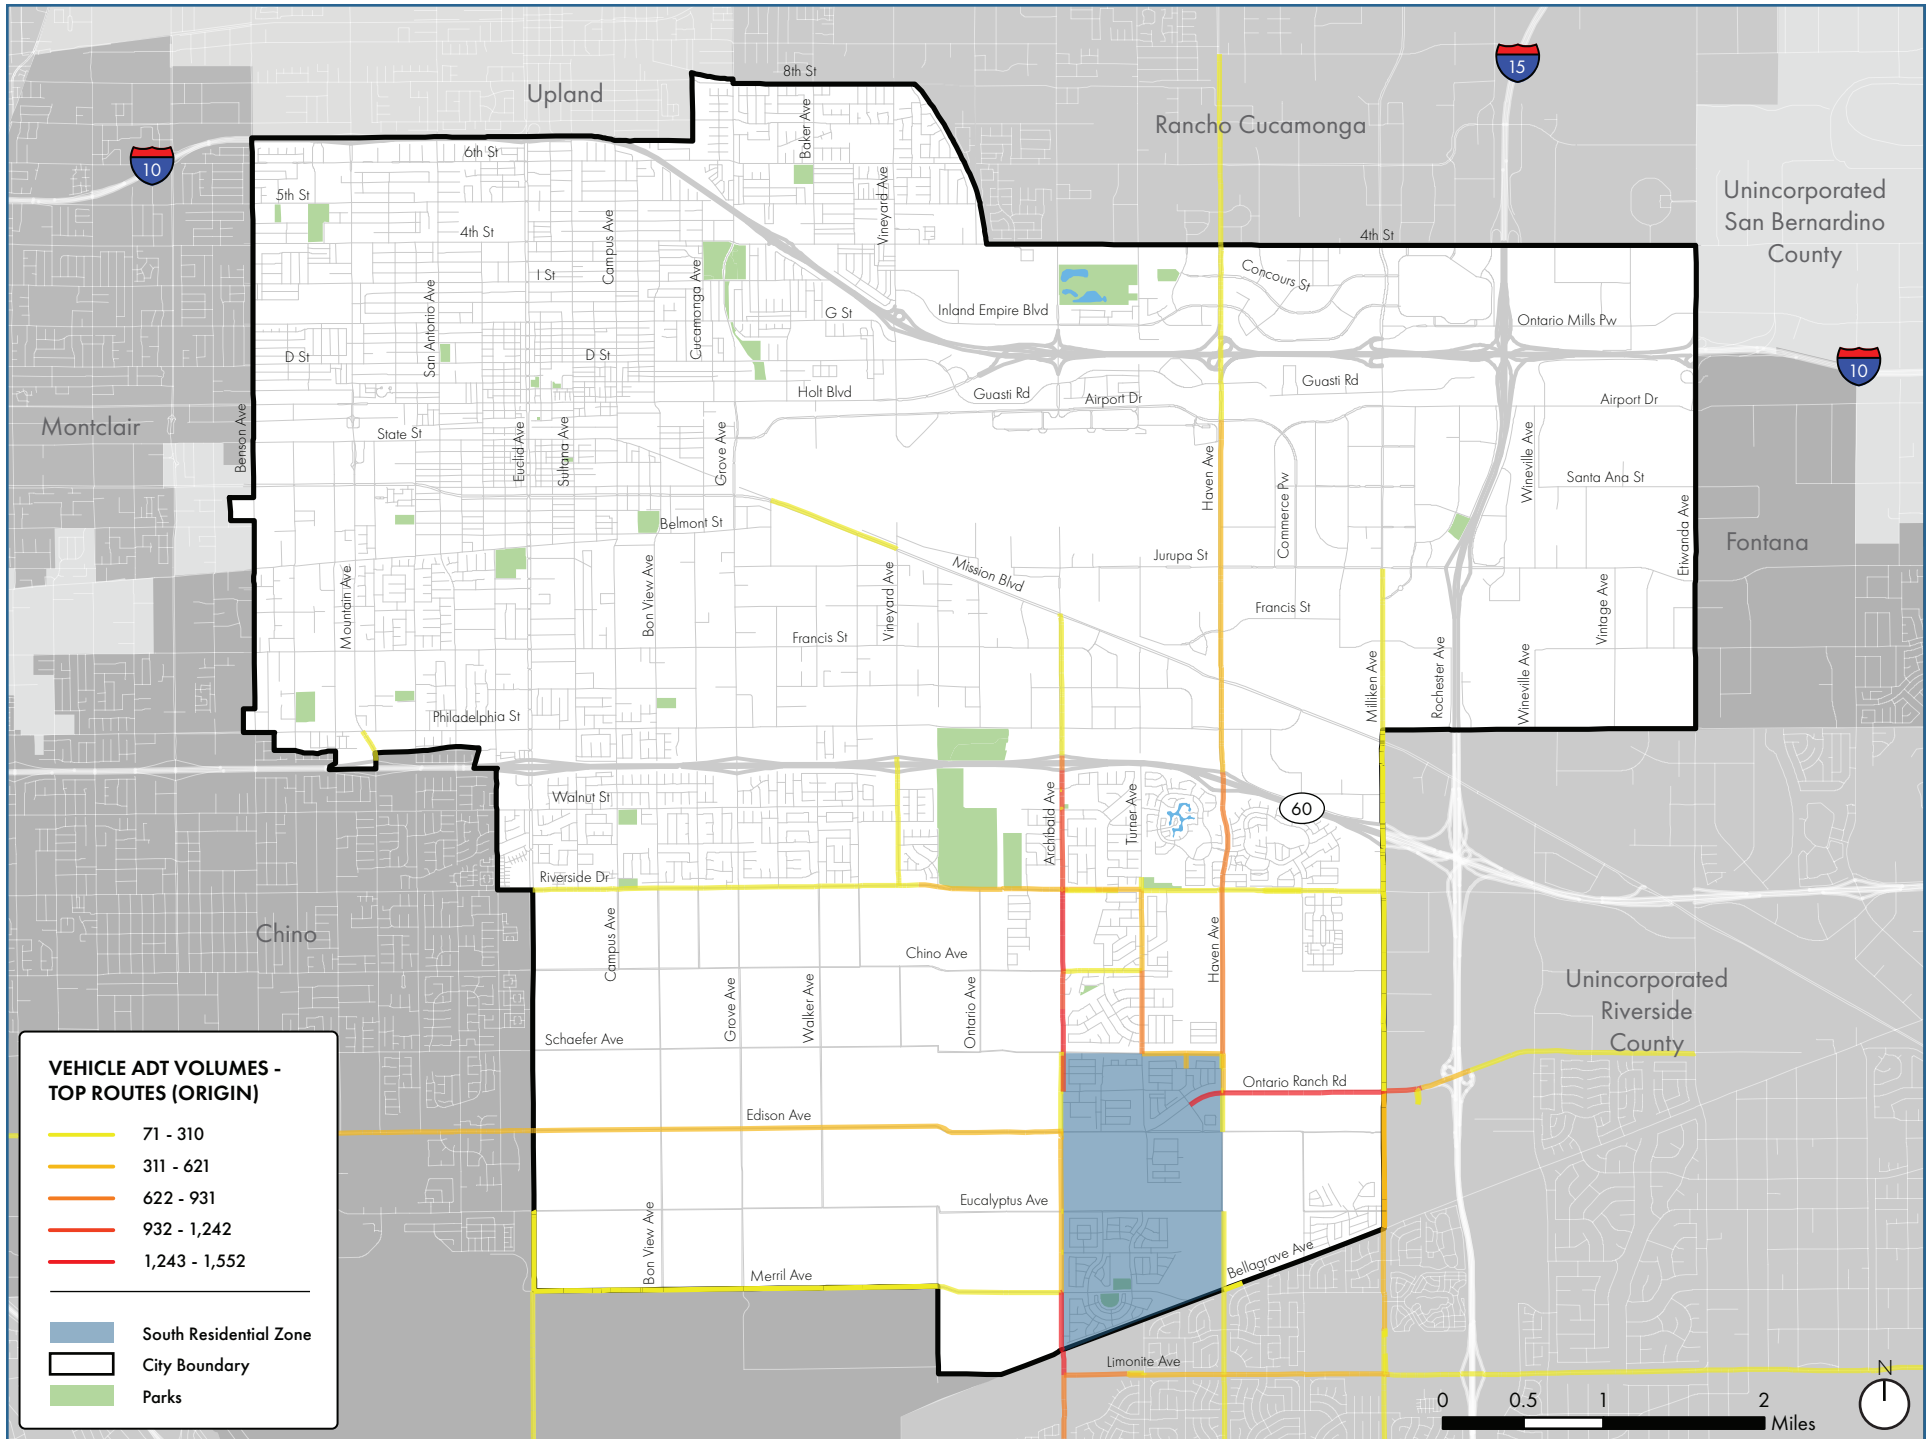 8th St
15
Upland
Baker Ave
Rancho Cucamonga
10
6th St
5th St
Vineyard Ave
Unincorporated
San Bernardino
County
4th St
Campus Ave
4th St
I St
Cucamonga Ave
Concours St
San Antonio Ave
G St
Inland Empire Blvd
Ontario Mills Pw
D St
D St
10
Holt Blvd
Guasti Rd
Guasti Rd
Airport Dr
Airport Dr
Montclair
Benson Ave
State St
Euclid Ave
Sultana Ave
Grove Ave
Haven Ave
Commerce Pw
Wineville Ave
Santa Ana St
Etiwanda Ave
Belmont St
Fontana
Jurupa St
Mission Blvd
Mountain Ave
Bon View Ave
Vineyard Ave
Francis St
Vintage Ave
Francis St
Milliken Ave
Rochester Ave
Wineville Ave
Philadelphia St
Walnut St
Archibald Ave
Turner Ave
60
Riverside Dr
Chino
Campus Ave
Chino Ave
Haven Ave
Unincorporated
Riverside
County
Grove Ave
Walker Ave
Ontario Ave
Schaefer Ave
Ontario Ranch Rd
Edison Ave
Eucalyptus Ave
Bon View Ave
Bellagrave Ave
Merril Ave
Limonite Ave
VEHICLE ADT VOLUMES -
TOP ROUTES (ORIGIN)
71 - 310
311 - 621
622 - 931
932 - 1,242
1,243 - 1,552
South Residential Zone
City Boundary
Parks
N
0 0.5 1 2
Miles